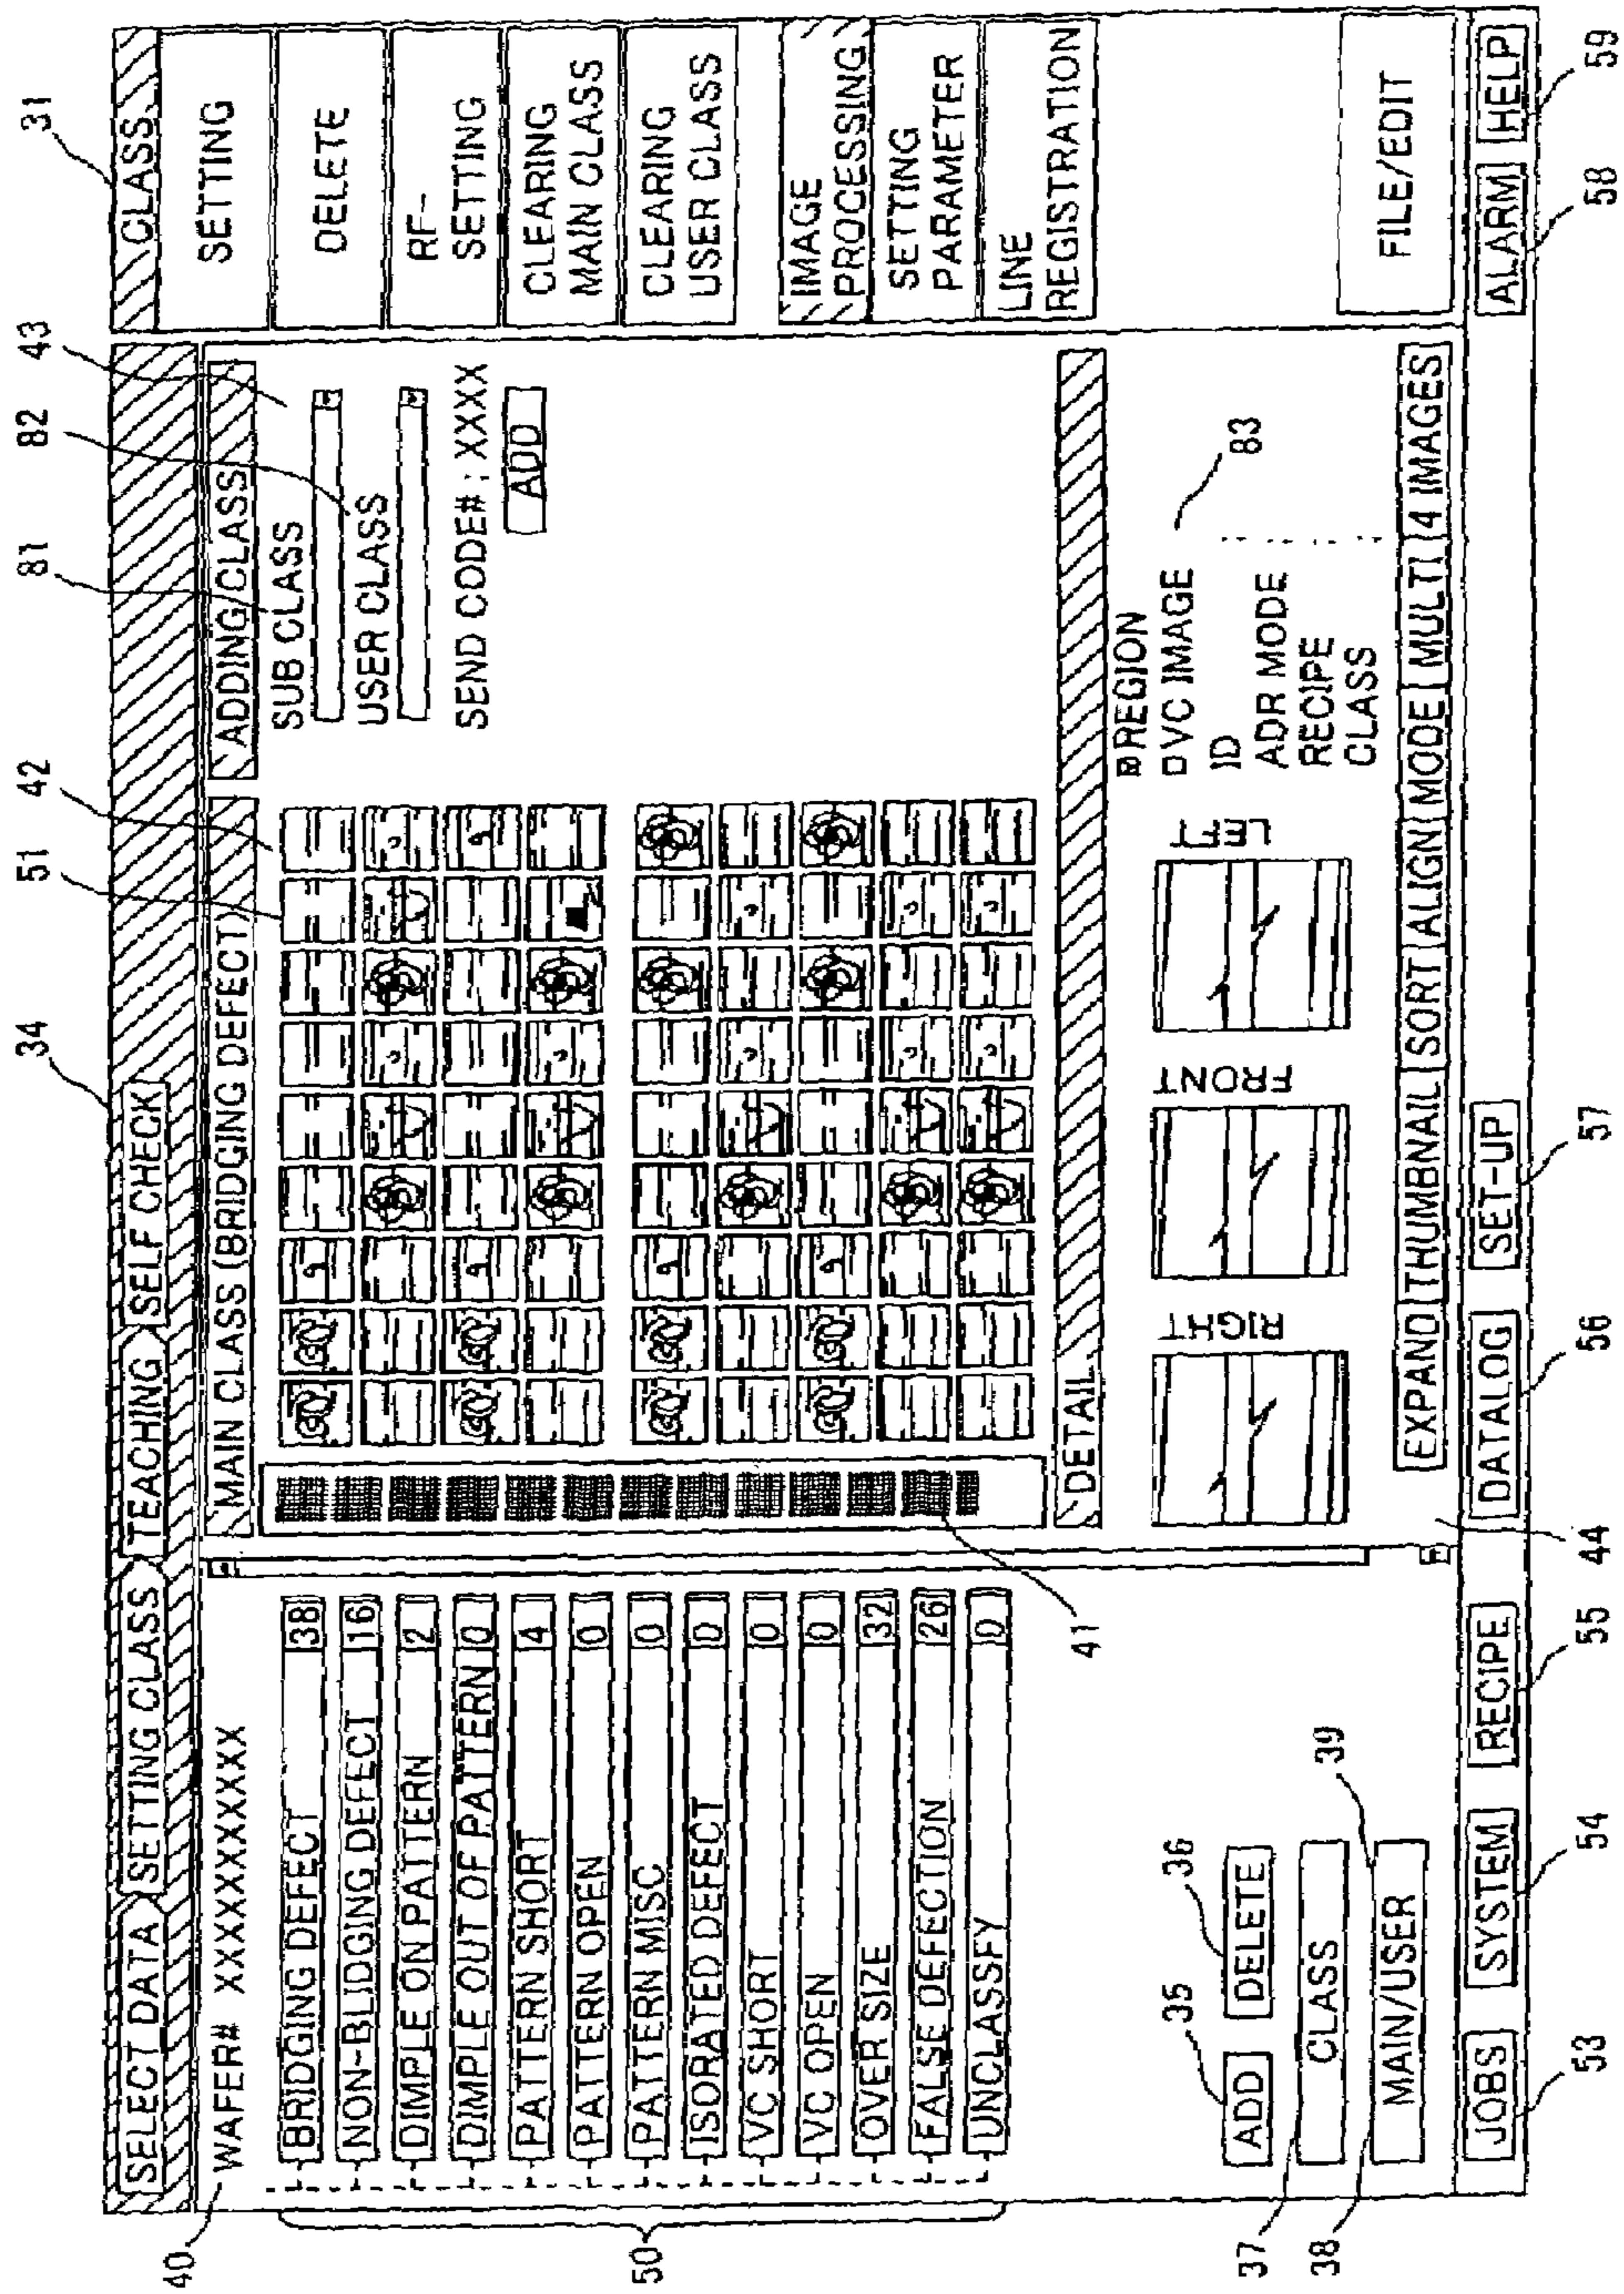 34
81
82
43
31
51
42
SELECT DATA
SETTING CLASS
TEACHING
SELF CHECK
CLASS
40
WAFER# XXXXXXXXXX
BRIDGING DEFECT 38
NON-BLIDGING DEFECT 16
DIMPLE ON PATTERN 2
DIMPLE OUT OF PATTERN 0
PATTERN SHORT 4
PATTERN OPEN 0
PATTERN MISC 0
ISORATED DEFECT 0
VC SHORT 0
VC OPEN 0
OVER SIZE 32
FALSE DEFECTION 26
UNCLASSFY 0
50
41
35
ADD
36
DELETE
37
CLASS
38
MAIN/USER
39
MAIN CLASS (BRIDGING DEFECT)
ADDING/CLASS
SUB CLASS
USER CLASS
SEND CODE# : XXXX
ADD
DETAIL
RIGHT
FRONT
LEFT
REGION
VC IMAGE
ID
ADR MODE
RECIPE
CLASS
83
EXPAND
THUMBNAIL
SORT
ALIGN
MODE
MULTI
4 IMAGES
44
SETTING
DELETE
RF-
SETTING
CLEARING
MAIN CLASS
CLEARING
USER CLASS
IMAGE
PROCESSING
SETTING
PARAMETER
LINE
REGISTRATION
FILE/EDIT
JOBS
SYSTEM
RECIPE
DATALOG
SET-UP
ALARM
HELP
53
54
55
56
57
58
59